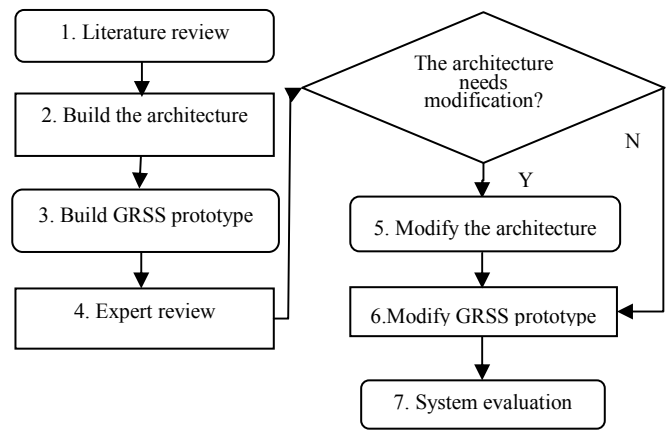 1. Literature review
2. Build the architecture
3. Build GRSS prototype
4. Expert review
The architecture
needs
modification?
N
Y
5. Modify the architecture
6.Modify GRSS prototype
7. System evaluation